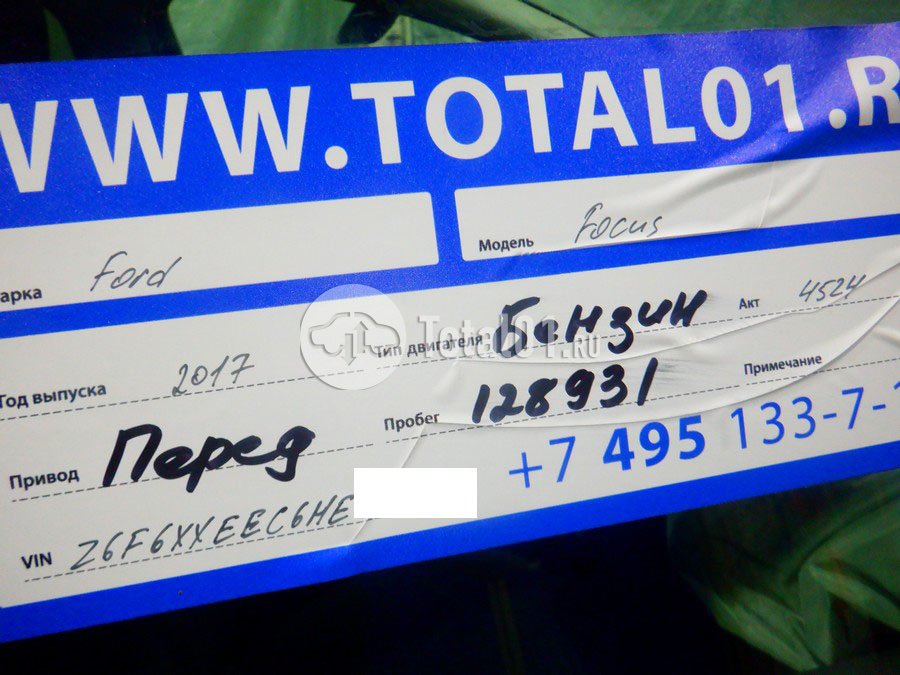 WWW.TOTAL01.R
арка Ford Модель Focus
Год выпуска 2017 Тип двигателя Бензин Акт 4524
Total01.RU
Привод Перед Пробег 128931 Примечание
+7 495 133-7-
VIN Z6F6XXEEC6HE